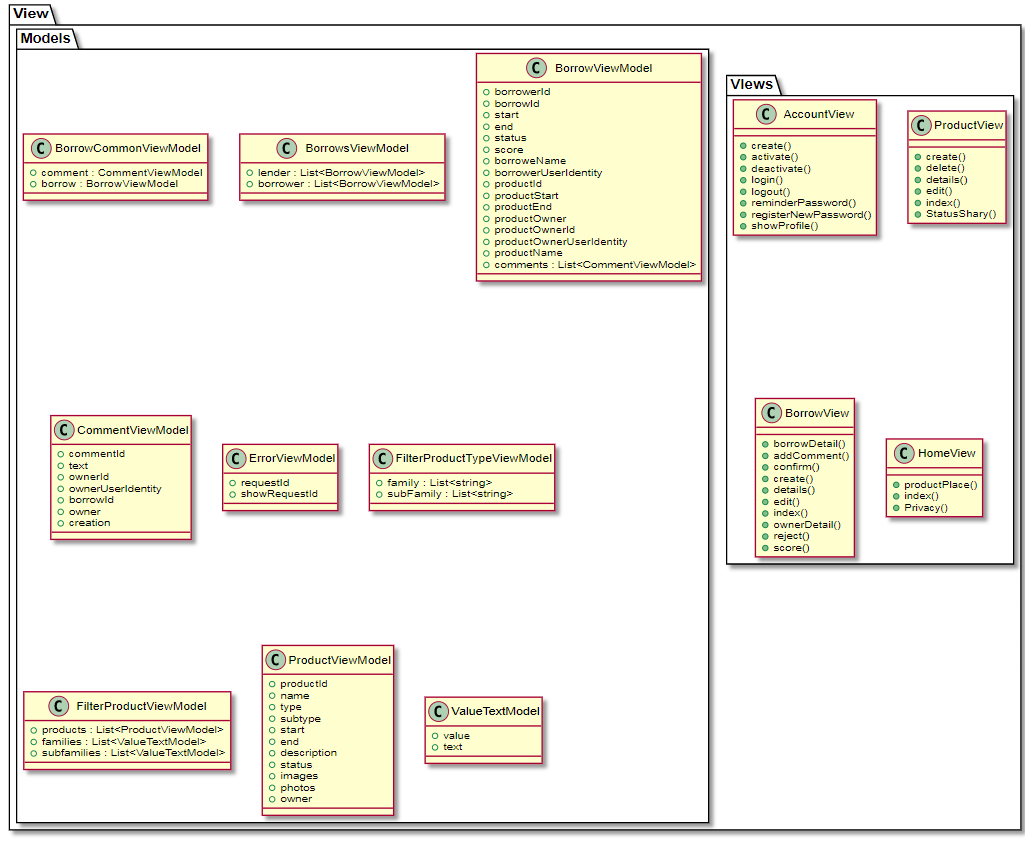 View
Models
BorrowCommonViewModel
comment : CommentViewModel
borrow : BorrowViewModel
BorrowsViewModel
lender : List<BorrowViewModel>
borrower : List<BorrowViewModel>
BorrowViewModel
borrowerId
borrowId
start
end
status
score
borroweName
borrowerUserIdentity
productId
productStart
productEnd
productOwner
productOwnerId
productOwnerUserIdentity
productName
comments : List<CommentViewModel>
CommentViewModel
commentId
text
ownerId
ownerUserIdentity
borrowId
owner
creation
ErrorViewModel
requestId
showRequestId
FilterProductTypeViewModel
family : List<string>
subFamily : List<string>
FilterProductViewModel
products : List<ProductViewModel>
families : List<ValueTextModel>
subfamilies : List<ValueTextModel>
ProductViewModel
productId
name
type
subtype
start
end
description
status
images
photos
owner
ValueTextModel
value
text
VIews
AccountView
create()
activate()
deactivate()
login()
logout()
reminderPassword()
registerNewPassword()
showProfile()
ProductView
create()
delete()
details()
edit()
index()
StatusShary()
BorrowView
borrowDetail()
addComment()
confirm()
create()
details()
edit()
index()
ownerDetail()
reject()
score()
HomeView
productPlace()
index()
Privacy()